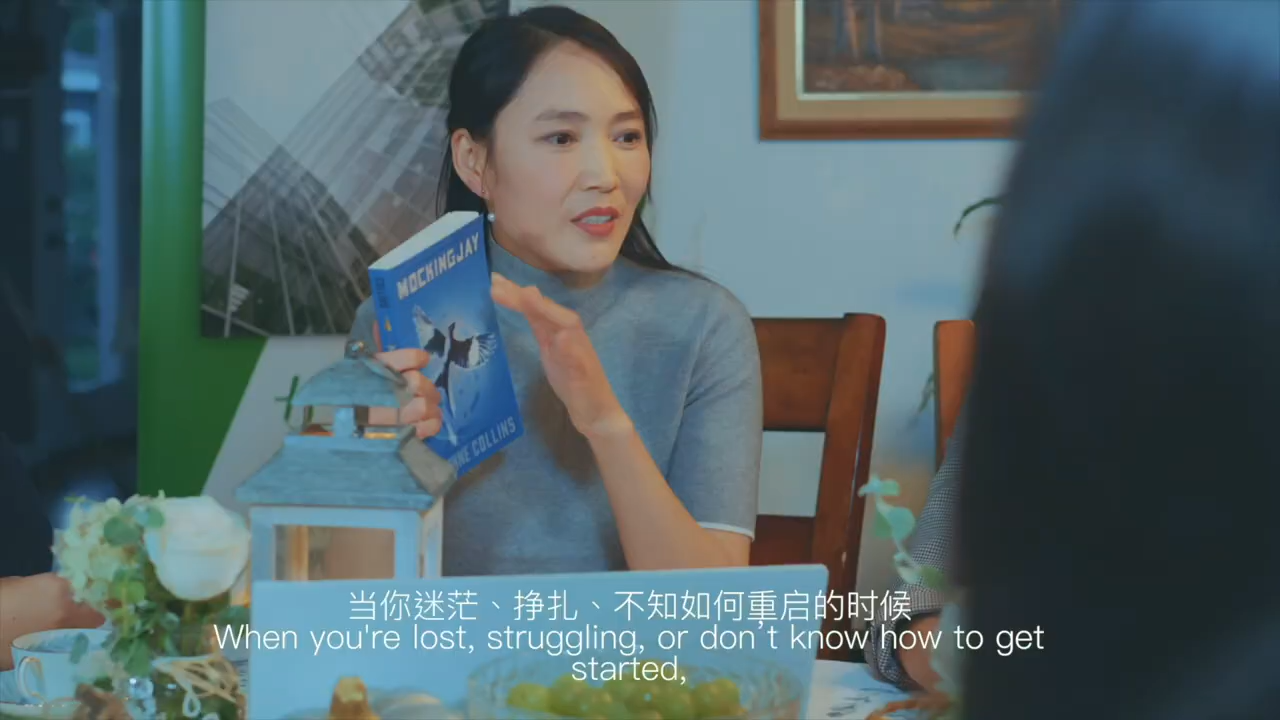 MOCKINGJAY
NNE COLLINS
当你迷茫、挣扎、不知如何重启的时候
When you're lost, struggling, or don't know how to get
started,